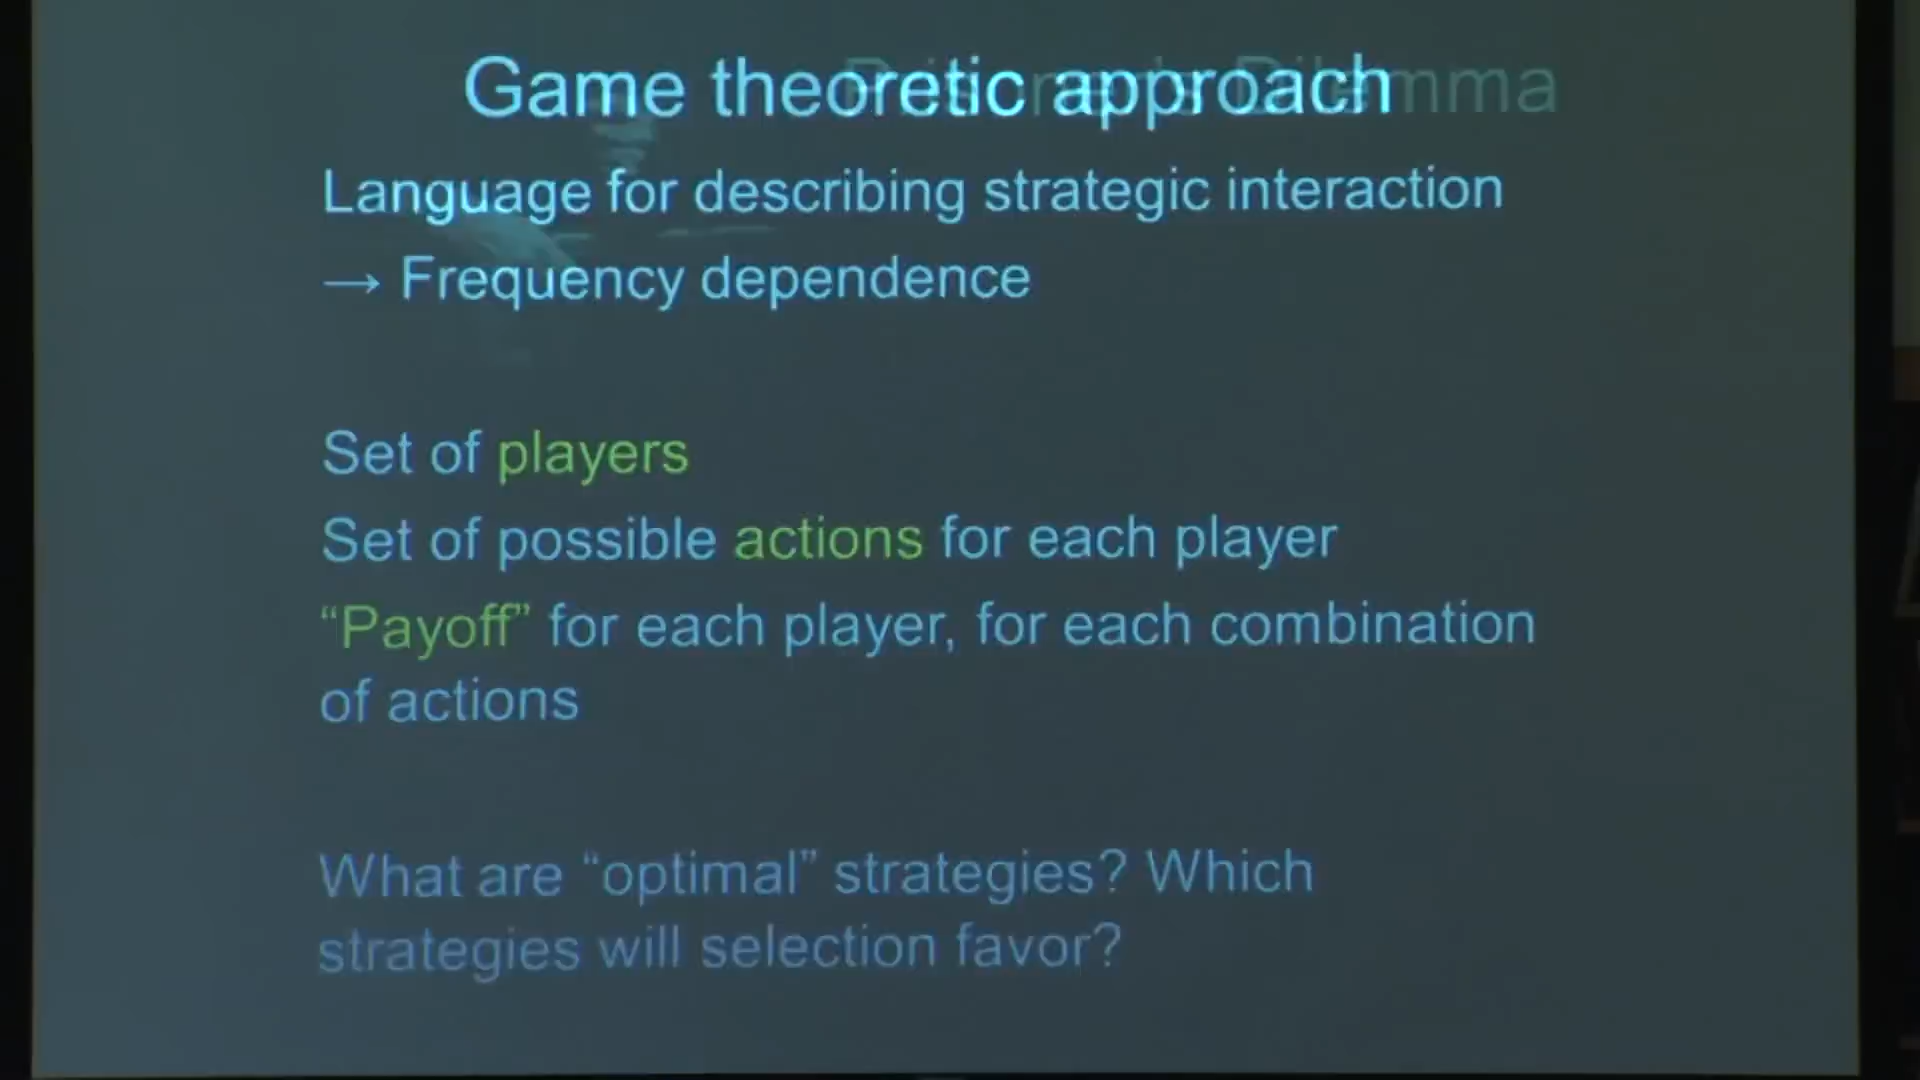 Game theoretic approach
Prisoner's Dilemma
Language for describing strategic interaction
→ Frequency dependence
Set of players
Set of possible actions for each player
“Payoff” for each player, for each combination
of actions
What are “optimal” strategies? Which
strategies will selection favor?